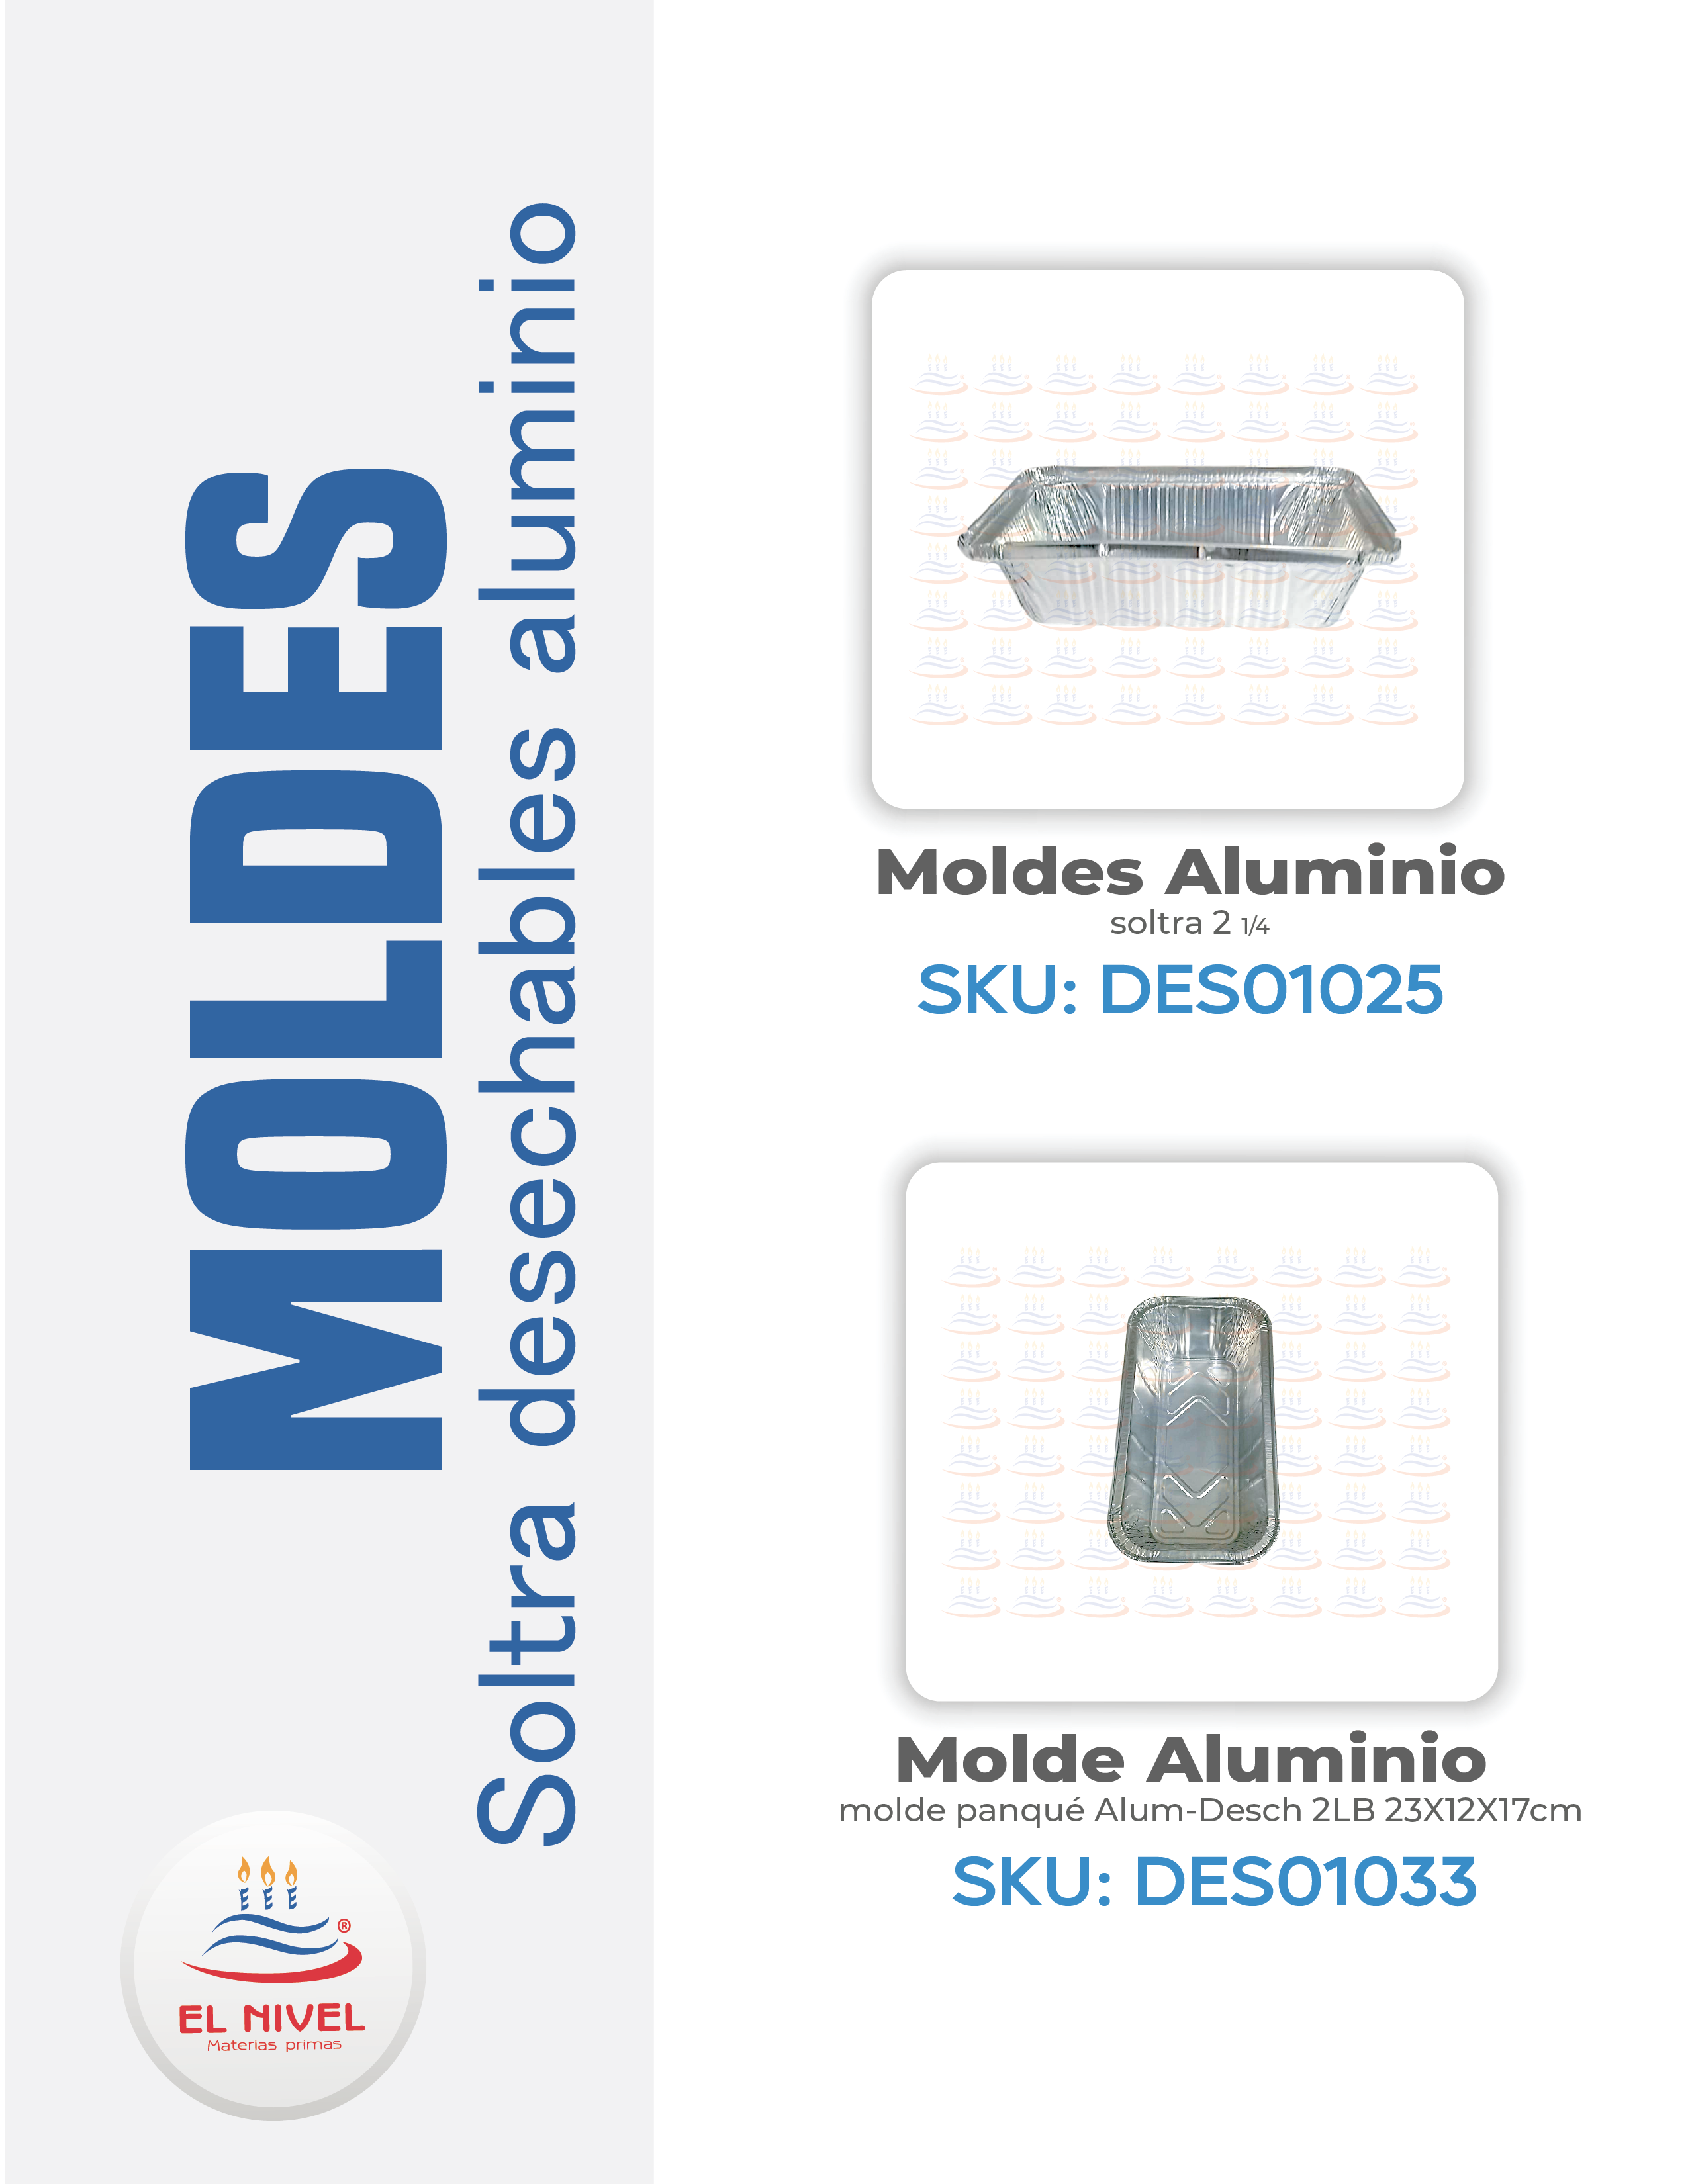 MOLDES
Soltra desechables aluminio
Moldes Aluminio
soltra 2 1/4
SKU: DES01025
Molde Aluminio
molde panqué Alum-Desch 2LB 23X12X17cm
SKU: DES01033
®
EL NIVEL
Materias primas